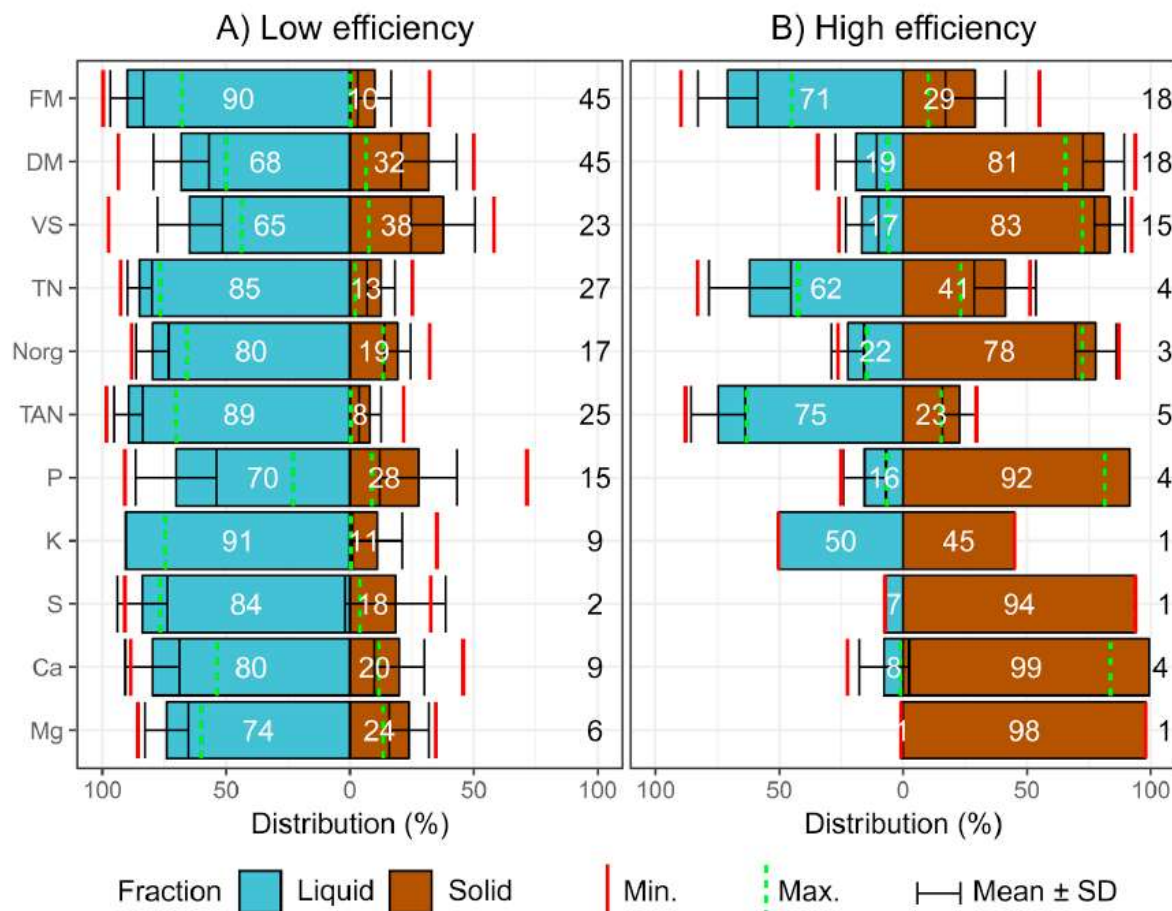 A) Low efficiency
B) High efficiency
FM 90 10 45 71 29 18
DM 68 32 45 19 81 18
VS 65 38 23 17 83 15
TN 85 13 27 62 41 4
Norg 80 19 17 22 78 3
TAN 89 8 25 75 23 5
P 70 28 15 16 92 4
K 91 11 9 50 45 1
S 84 18 2 7 94 1
Ca 80 20 9 8 99 4
Mg 74 24 6 1 98 1
100 50 0 50 100 100 50 0 50 100
Distribution (%) Distribution (%)
Fraction Liquid Solid Min. Max. Mean ± SD